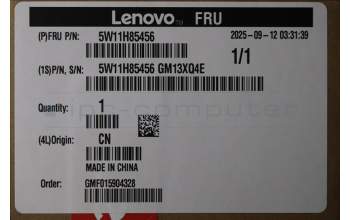 Lenovo FRU
(P)FRU P/N: 5W11H85456 2025-09-12 03:31:39
1/1
(1S)P/N, S/N: 5W11H85456 GM13XQ4E
Quantity: 1
(4L)Origin: CN
MADE IN CHINA
Order: GMF015904328